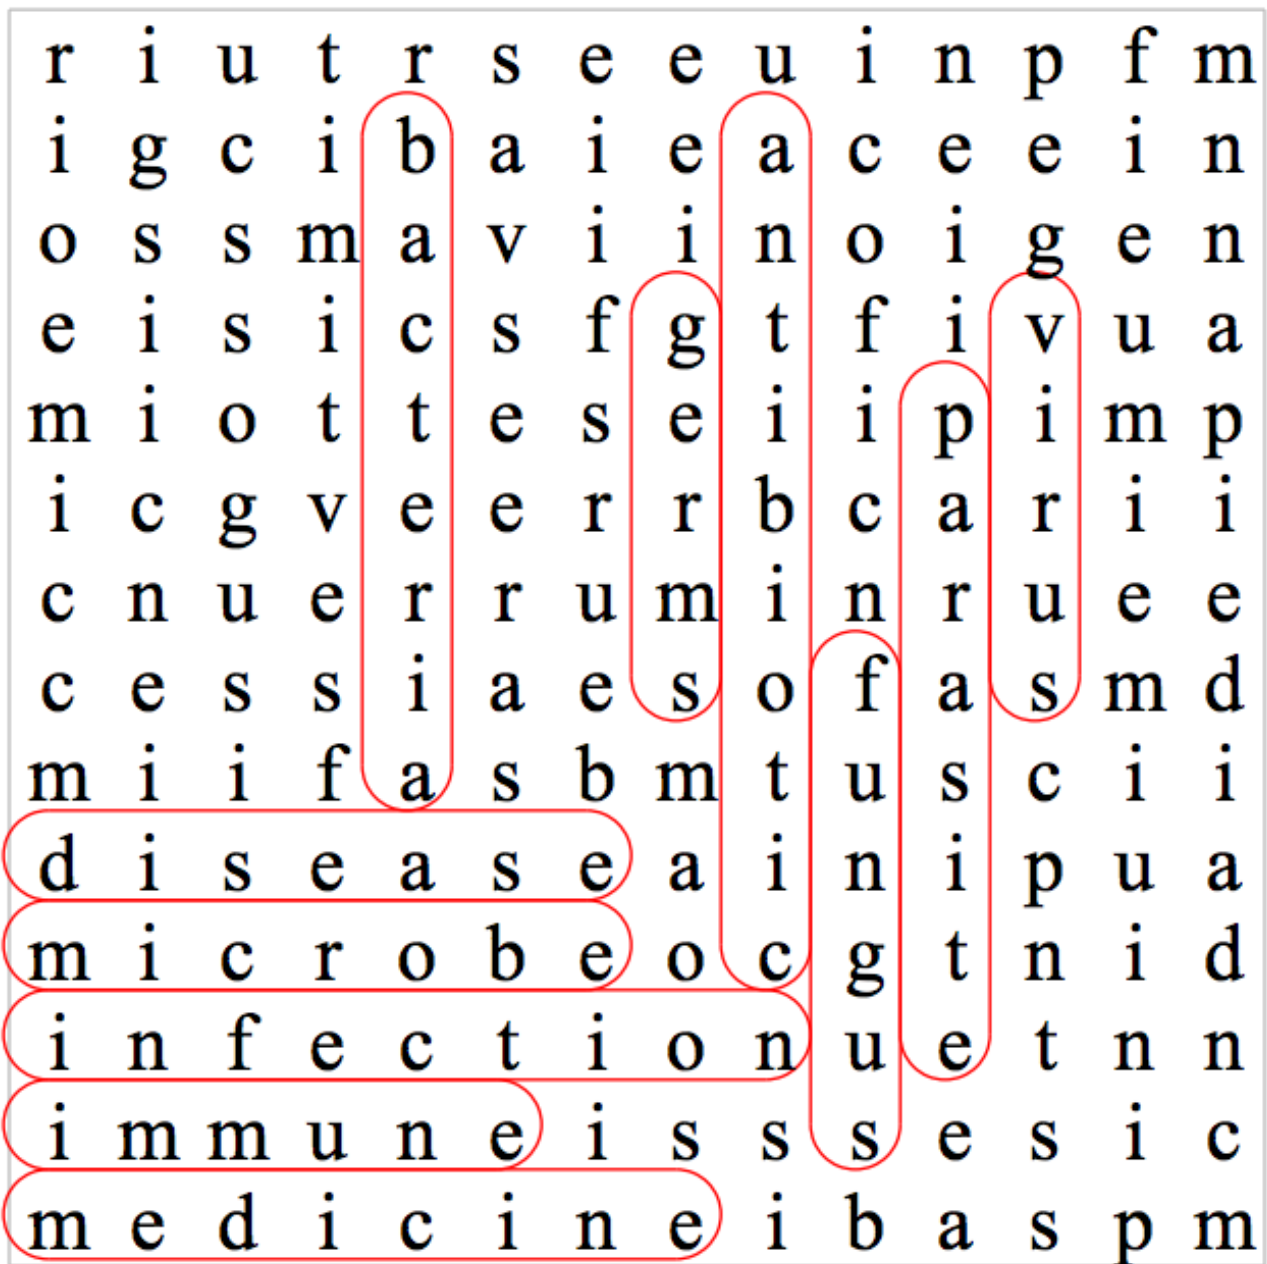 r i u t r s e e u i n p f m
i g c i b a i e a c e e i n
o s s m a v i i n o i g e n
e i s i c s f g t f i v u a
m i o t t e s e i i p i m p
i c g v e e r r b c a r i i
c n u e r r u m i n r u e e
c e s s i a e s o f a s m d
m i i f a s b m t u s c i i
d i s e a s e a i n i p u a
m i c r o b e o c g t n i d
i n f e c t i o n u e t n n
i m m u n e i s s s e s i c
m e d i c i n e i b a s p m